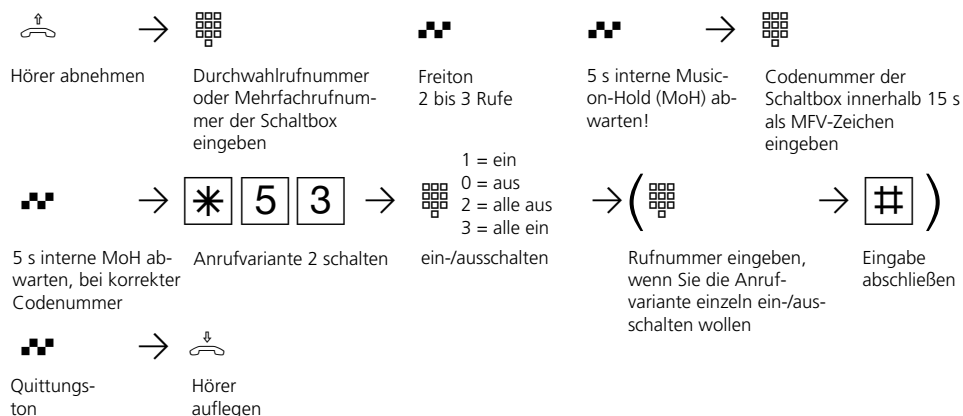 Hörer abnehmen
Durchwahlrufnummer
oder Mehrfachrufnum-
mer der Schaltbox
eingeben
Freiton
2 bis 3 Rufe
5 s interne Music-
on-Hold (MoH) ab-
warten!
Codenummer der
Schaltbox innerhalb 15 s
als MFV-Zeichen
eingeben
* 5 3
1 = ein
0 = aus
2 = alle aus
3 = alle ein
( # )
5 s interne MoH ab-
warten, bei korrekter
Codenummer
Anrufvariante 2 schalten
ein-/ausschalten
Rufnummer eingeben,
wenn Sie die Anruf-
variante einzeln ein-/aus-
schalten wollen
Eingabe
abschließen
Quittungs-
ton
Hörer
auflegen